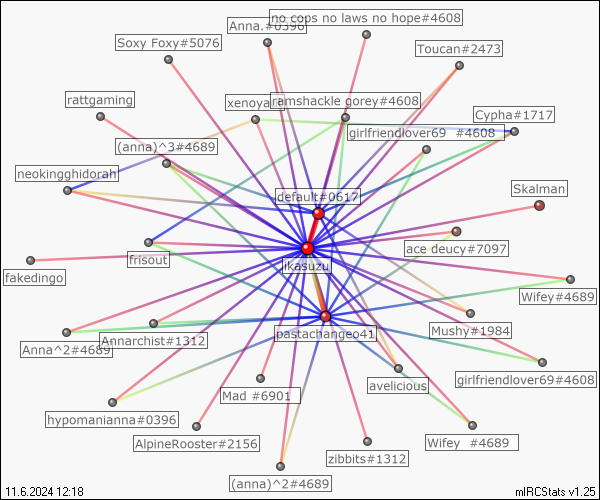 no cops no laws no hope#4608
Anna.#0396
Soxy Foxy#5076
Toucan#2473
rattgaming
xenoya
ramshackle gorey#4608
Cypha#1717
girlfriendlover69 #4608
(anna)^3#4689
neokingghidorah
Skalman
default#0617
ace deucy#7097
frisout
ikasuzu
fakedingo
Wifey#4689
Mushy#1984
Annarchist#1312
pastachangeo41
Anna^2#4689
girlfriendlover69#4608
avelicious
Mad #6901
hypomanianna#0396
AlpineRooster#2156
Wifey #4689
zibbits#1312
(anna)^2#4689
11.6.2024 12:18
mIRCStats v1.25